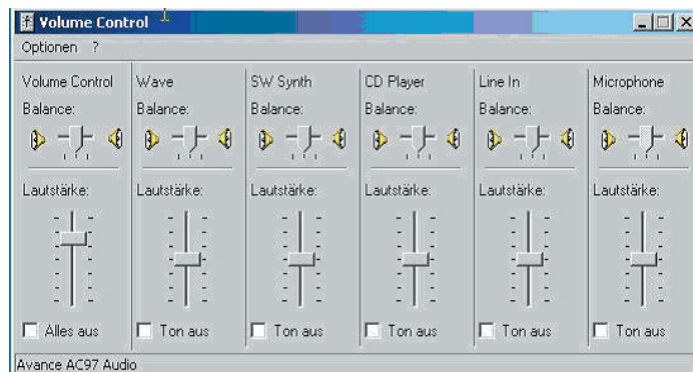 Volume Control
Optionen ?
Volume Control Wave SW Synth CD Player Line In Microphone
Balance: Balance: Balance: Balance: Balance: Balance:
Lautstärke: Lautstärke: Lautstärke: Lautstärke: Lautstärke: Lautstärke:
Alles aus Ton aus Ton aus Ton aus Ton aus Ton aus
Avance AC97 Audio